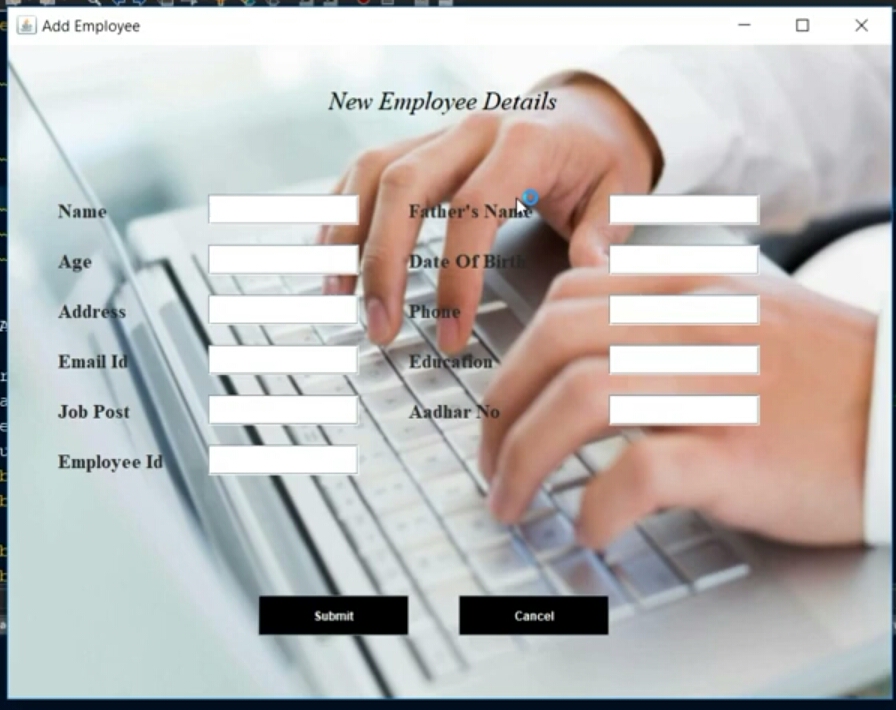 Add Employee
New Employee Details
Name Father's Name
Age Date Of Birth
Address Phone
Email Id Education
Job Post Aadhar No
Employee Id
Submit Cancel